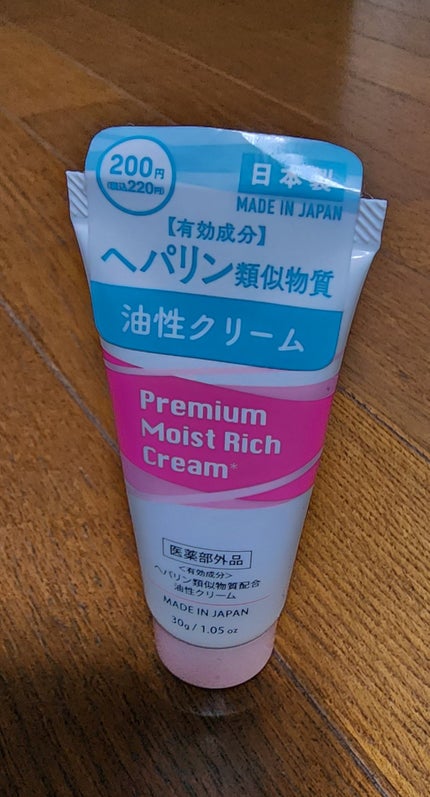 200円
(税込220円)
日本製
MADE IN JAPAN
【有効成分】
ヘパリン類似物質
油性クリーム
Premium
Moist Rich
Cream*
医薬部外品
<有効成分>
ヘパリン類似物質配合
油性クリーム
MADE IN JAPAN
30g/1.05 oz